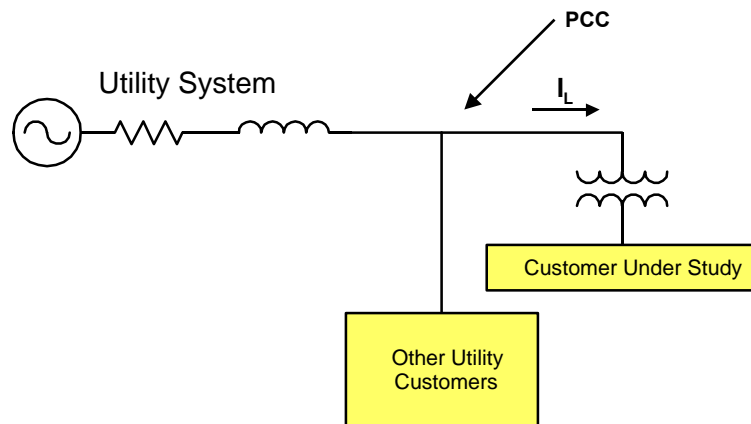 PCC
Utility System
I_L
Customer Under Study
Other Utility
Customers